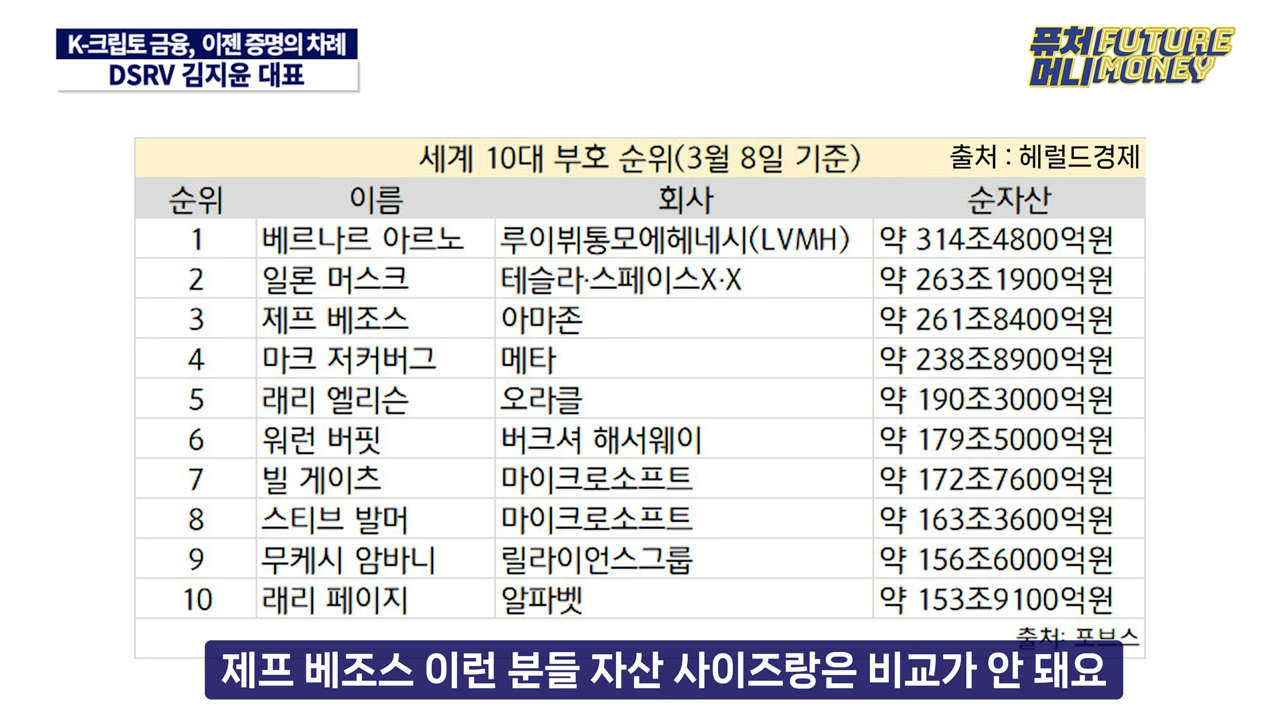 K-크립토 금융, 이젠 증명의 차례
DSRV 김지윤 대표
퓨처 FUTURE
머니 MONEY
세계 10대 부호 순위(3월 8일 기준) 출처 : 헤럴드경제
순위 이름 회사 순자산
1 베르나르 아르노 루이뷔통모에헤네시(LVMH) 약 314조4800억원
2 일론 머스크 테슬라·스페이스X·X 약 263조1900억원
3 제프 베조스 아마존 약 261조8400억원
4 마크 저커버그 메타 약 238조8900억원
5 래리 엘리슨 오라클 약 190조3000억원
6 워런 버핏 버크셔 해서웨이 약 179조5000억원
7 빌 게이츠 마이크로소프트 약 172조7600억원
8 스티브 발머 마이크로소프트 약 163조3600억원
9 무케시 암바니 릴라이언스그룹 약 156조6000억원
10 래리 페이지 알파벳 약 153조9100억원
출처: 포브스
제프 베조스 이런 분들 자산 사이즈랑은 비교가 안 돼요